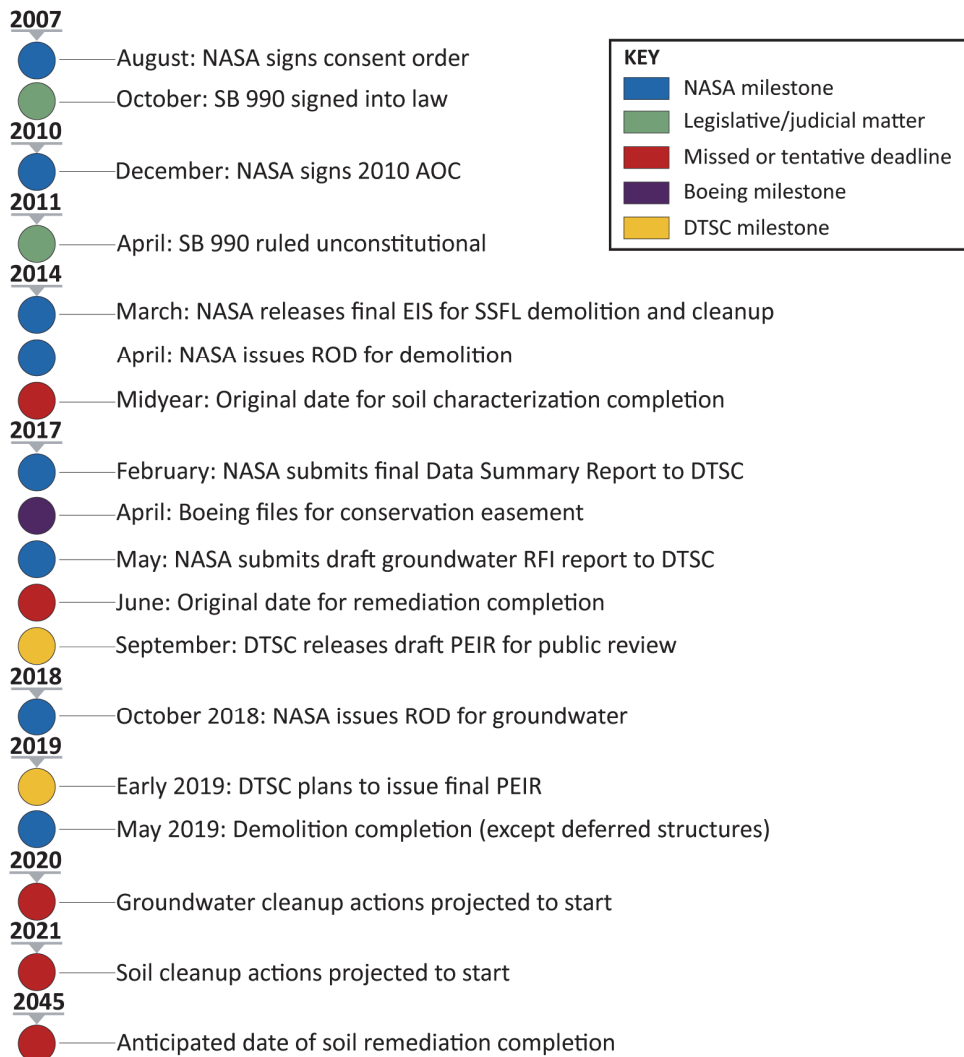 2007
August: NASA signs consent order
October: SB 990 signed into law
2010
December: NASA signs 2010 AOC
2011
April: SB 990 ruled unconstitutional
2014
March: NASA releases final EIS for SSFL demolition and cleanup
April: NASA issues ROD for demolition
Midyear: Original date for soil characterization completion
2017
February: NASA submits final Data Summary Report to DTSC
April: Boeing files for conservation easement
May: NASA submits draft groundwater RFI report to DTSC
June: Original date for remediation completion
September: DTSC releases draft PEIR for public review
2018
October 2018: NASA issues ROD for groundwater
2019
Early 2019: DTSC plans to issue final PEIR
May 2019: Demolition completion (except deferred structures)
2020
Groundwater cleanup actions projected to start
2021
Soil cleanup actions projected to start
2045
Anticipated date of soil remediation completion
KEY
NASA milestone
Legislative/judicial matter
Missed or tentative deadline
Boeing milestone
DTSC milestone